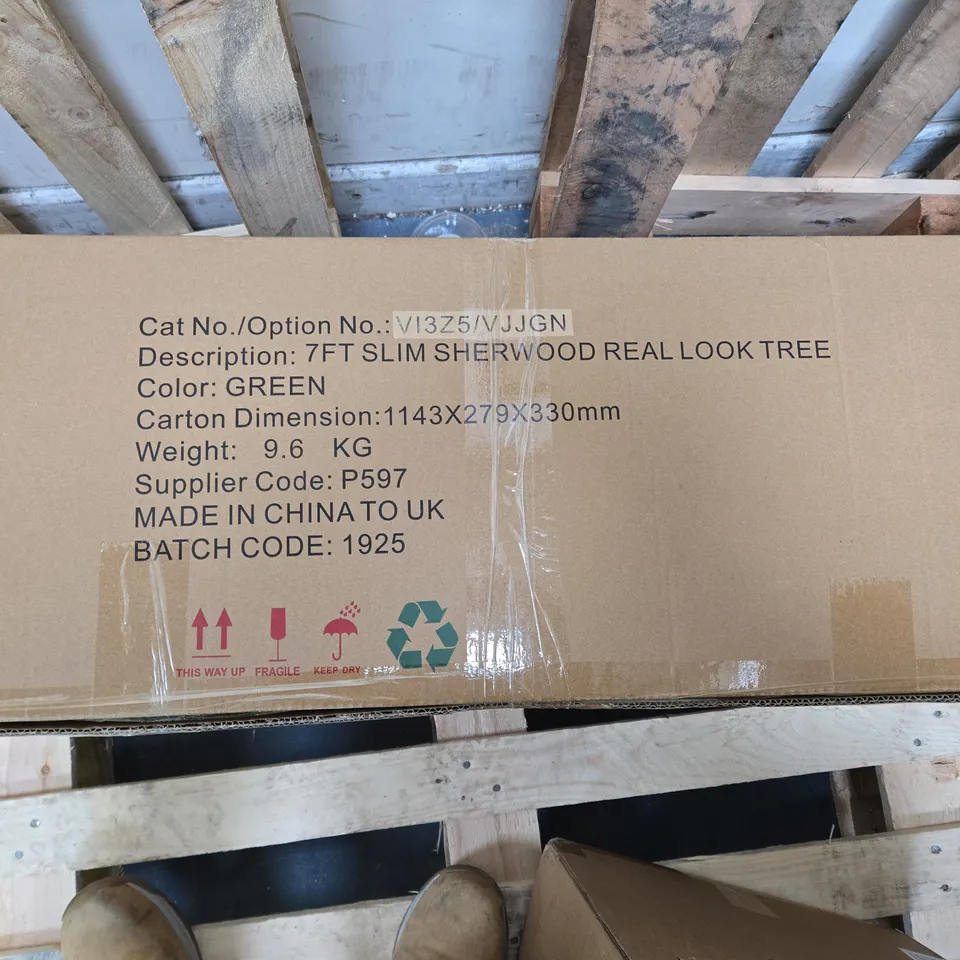 Cat No./Option No.: VI3Z5/VJJGN
Description: 7FT SLIM SHERWOOD REAL LOOK TREE
Color: GREEN
Carton Dimension:1143X279X330mm
Weight: 9.6 KG
Supplier Code: P597
MADE IN CHINA TO UK
BATCH CODE: 1925
THIS WAY UP FRAGILE KEEP DRY